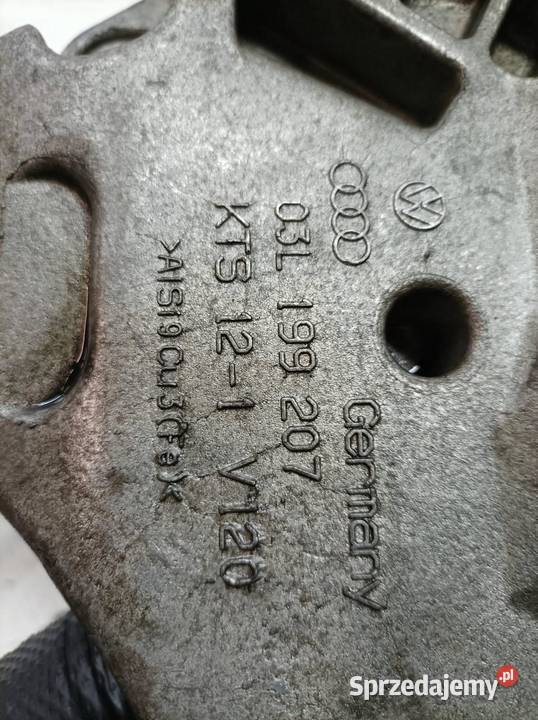 Germany
03L 199 207
KTS 12-1 V120
>AlSi9Cu3(Fe)<
Sprzedajemy.pl